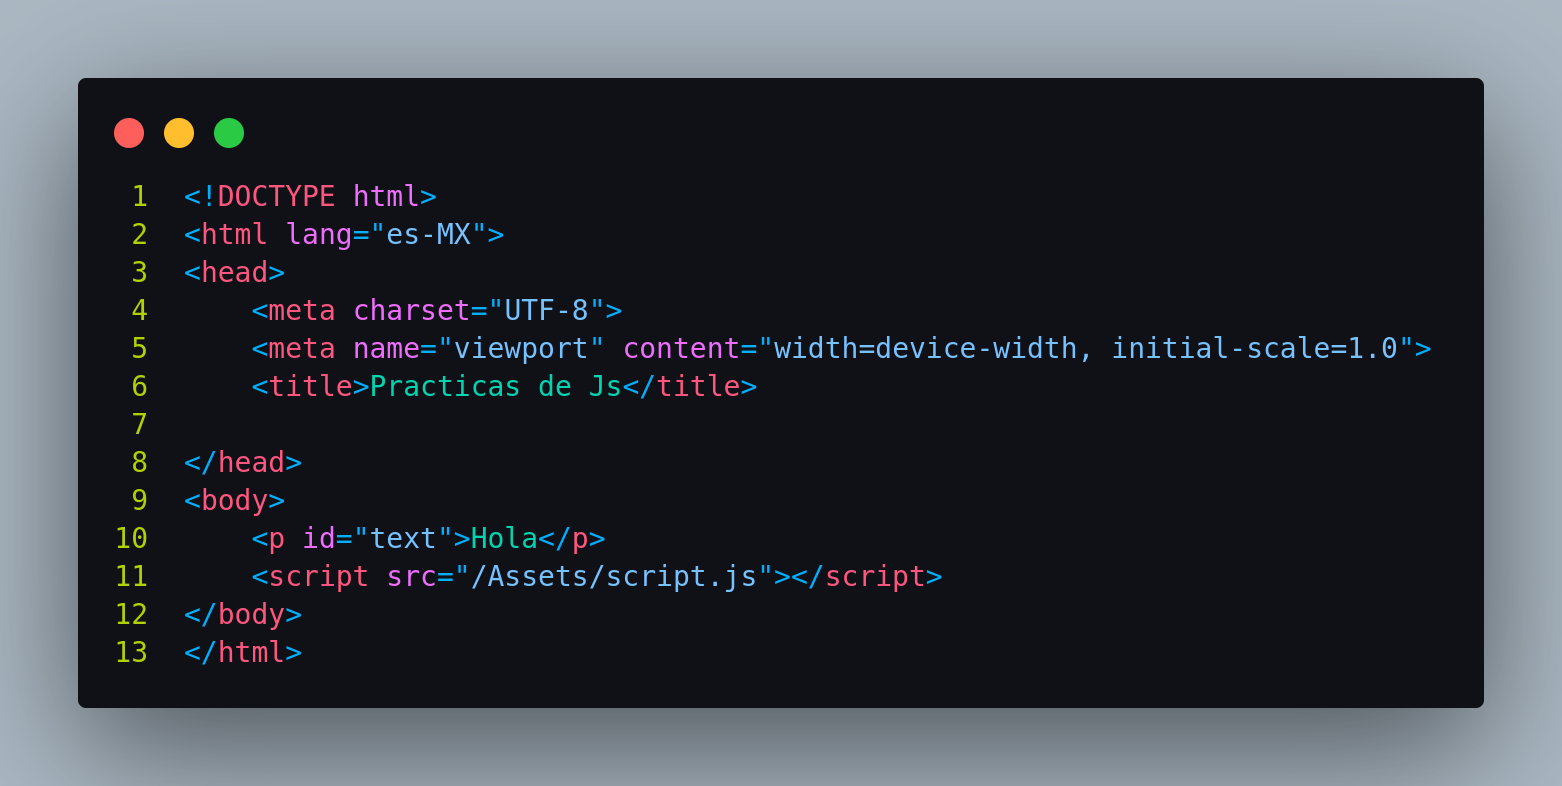 1 <!DOCTYPE html>
2 <html lang="es-MX">
3 <head>
4     <meta charset="UTF-8">
5     <meta name="viewport" content="width=device-width, initial-scale=1.0">
6     <title>Practicas de Js</title>
7
8 </head>
9 <body>
10     <p id="text">Hola</p>
11     <script src="/Assets/script.js"></script>
12 </body>
13 </html>